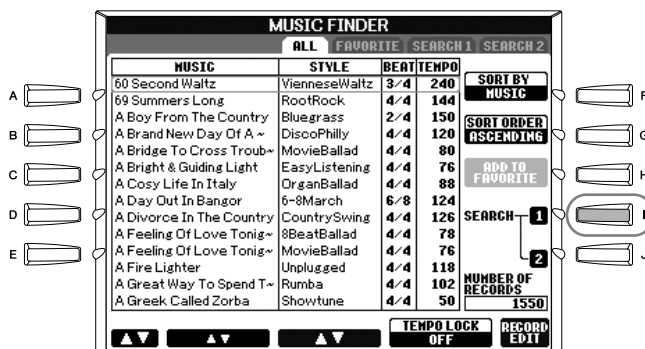 MUSIC FINDER
ALL FAVORITE SEARCH 1 SEARCH 2
MUSIC STYLE BEAT TEMPO
60 Second Waltz VienneseWaltz 3/4 240
69 Summers Long RootRock 4/4 144
A Boy From The Country Bluegrass 2/4 150
A Brand New Day Of A ~ DiscoPhilly 4/4 120
A Bridge To Cross Troub~ MovieBallad 4/4 80
A Bright & Guiding Light EasyListening 4/4 76
A Cosy Life In Italy OrganBallad 4/4 88
A Day Out In Bangor 6-8March 6/8 124
A Divorce In The Country CountrySwing 4/4 126
A Feeling Of Love Tonig~ 8BeatBallad 4/4 78
A Feeling Of Love Tonig~ MovieBallad 4/4 76
A Fire Lighter Unplugged 4/4 118
A Great Way To Spend T~ Rumba 4/4 102
A Greek Called Zorba Showtune 4/4 50
SORT BY
MUSIC
SORT ORDER
ASCENDING
ADD TO
FAVORITE
SEARCH 1
2
NUMBER OF
RECORDS
1550
TEMPO LOCK
OFF
RECORD
EDIT
A
B
C
D
E
F
G
H
I
J